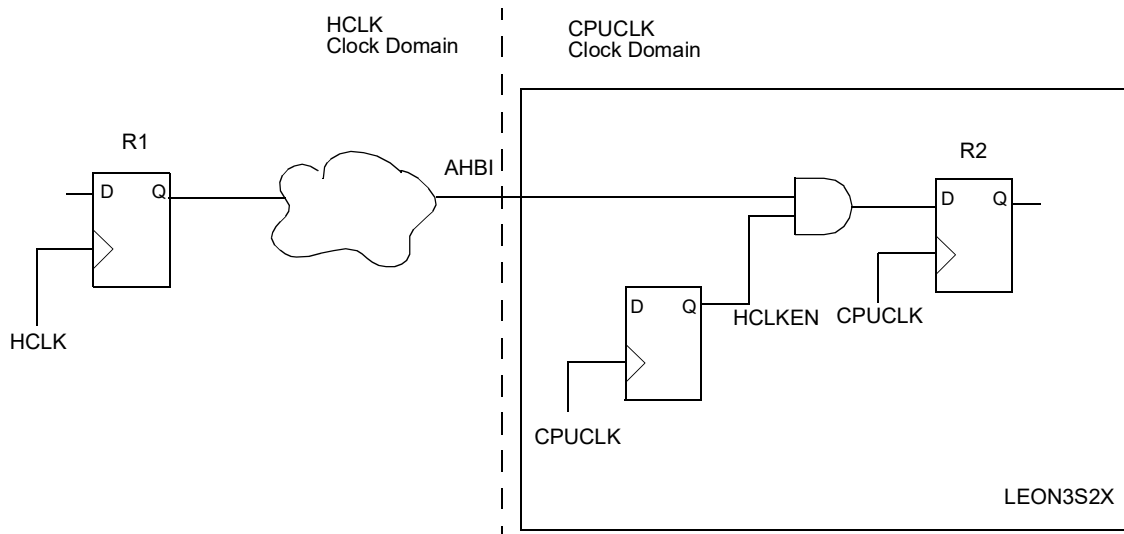 HCLK
Clock Domain
CPUCLK
Clock Domain
R1
D Q
HCLK
AHBI
R2
D Q
D Q
HCLKEN
CPUCLK
CPUCLK
LEON3S2X